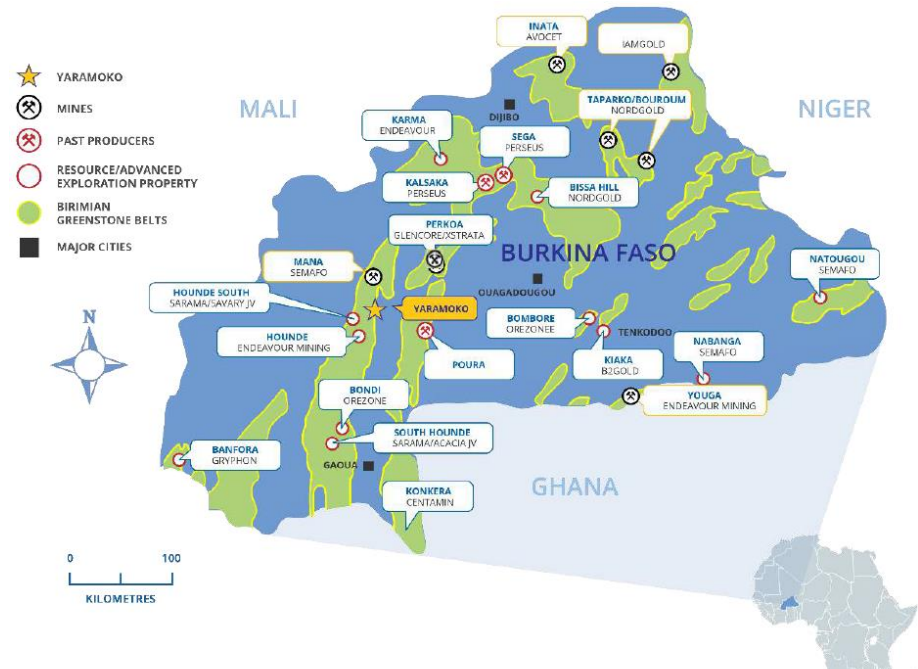 YARAMOKO
MINES
PAST PRODUCERS
RESOURCE/ADVANCED
EXPLORATION PROPERTY
BIRIMIAN
GREENSTONE BELTS
MAJOR CITIES
N
0 100
KILOMETRES
MALI
NIGER
BURKINA FASO
GHANA
INATA
AVOCET
IAMGOLD
DJIBO
TAPARKO/BOUROUM
NORDGOLD
KARMA
ENDEAVOUR
SEGA
PERSEUS
KALSAKA
PERSEUS
BISSA HILL
NORDGOLD
PERKOA
GLENCORE/XSTRATA
MANA
SEMAFO
OUAGADOUGOU
NATOUGOU
SEMAFO
HOUNDE SOUTH
SARAMA/SAVARY JV
YARAMOKO
BOMBORE
OREZONEE
TENKODOO
HOUNDE
ENDEAVOUR MINING
POURA
KIAKA
B2GOLD
NABANGA
SEMAFO
YOUGA
ENDEAVOUR MINING
BONDI
OREZONE
SOUTH HOUNDE
SARAMA/ACACIA JV
BANFORA
GRYPHON
GAOUA
KONKERA
CENTAMIN